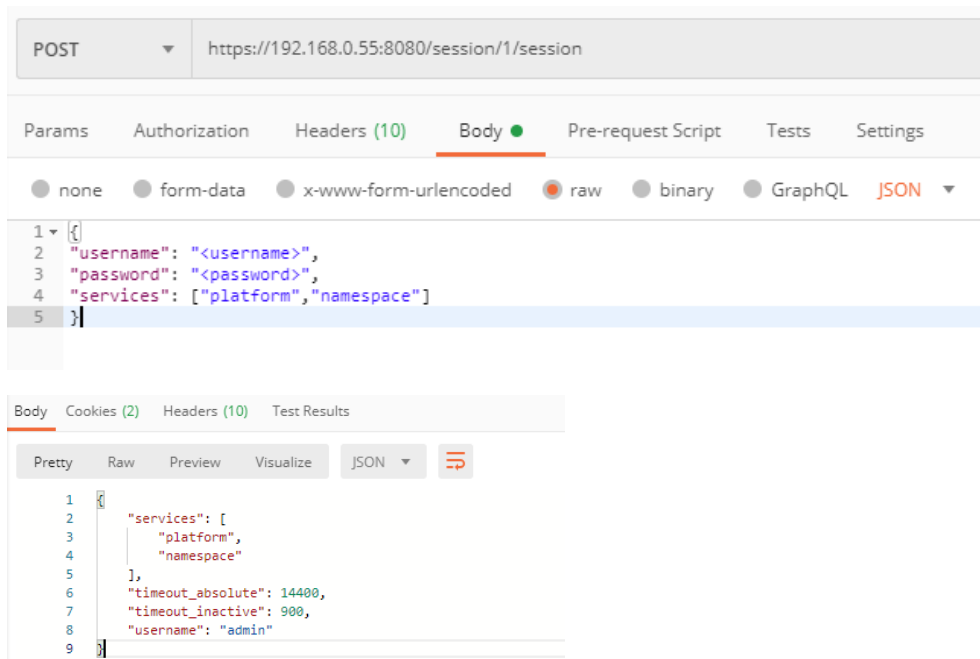 POST https://192.168.0.55:8080/session/1/session
Params Authorization Headers (10) Body Pre-request Script Tests Settings
none form-data x-www-form-urlencoded raw binary GraphQL JSON
1 {
2 "username": "<username>",
3 "password": "<password>",
4 "services": ["platform","namespace"]
5 }
Body Cookies (2) Headers (10) Test Results
Pretty Raw Preview Visualize JSON
1 {
2 "services": [
3 "platform",
4 "namespace"
5 ],
6 "timeout_absolute": 14400,
7 "timeout_inactive": 900,
8 "username": "admin"
9 }